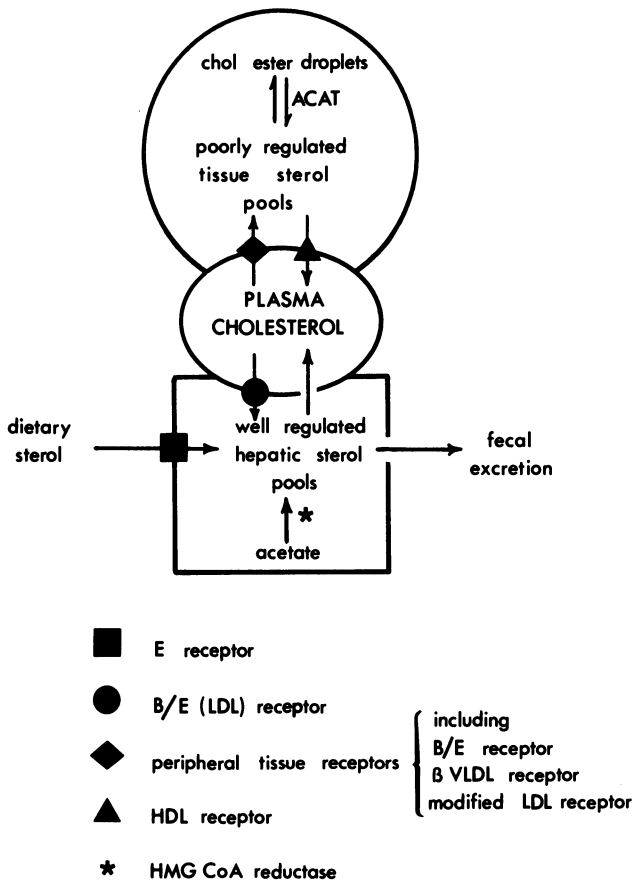 chol ester droplets
ACAT
poorly regulated
tissue sterol
pools
PLASMA
CHOLESTEROL
dietary
sterol
well regulated
hepatic sterol
pools
fecal
excretion
*
acetate
E receptor
B/E (LDL) receptor
peripheral tissue receptors
including
B/E receptor
β VLDL receptor
modified LDL receptor
HDL receptor
* HMG CoA reductase